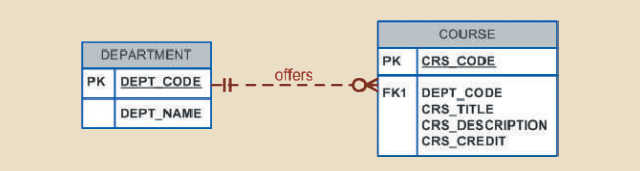 DEPARTMENT
PK DEPT_CODE
DEPT_NAME
offers
COURSE
PK CRS_CODE
FK1 DEPT_CODE
CRS_TITLE
CRS_DESCRIPTION
CRS_CREDIT